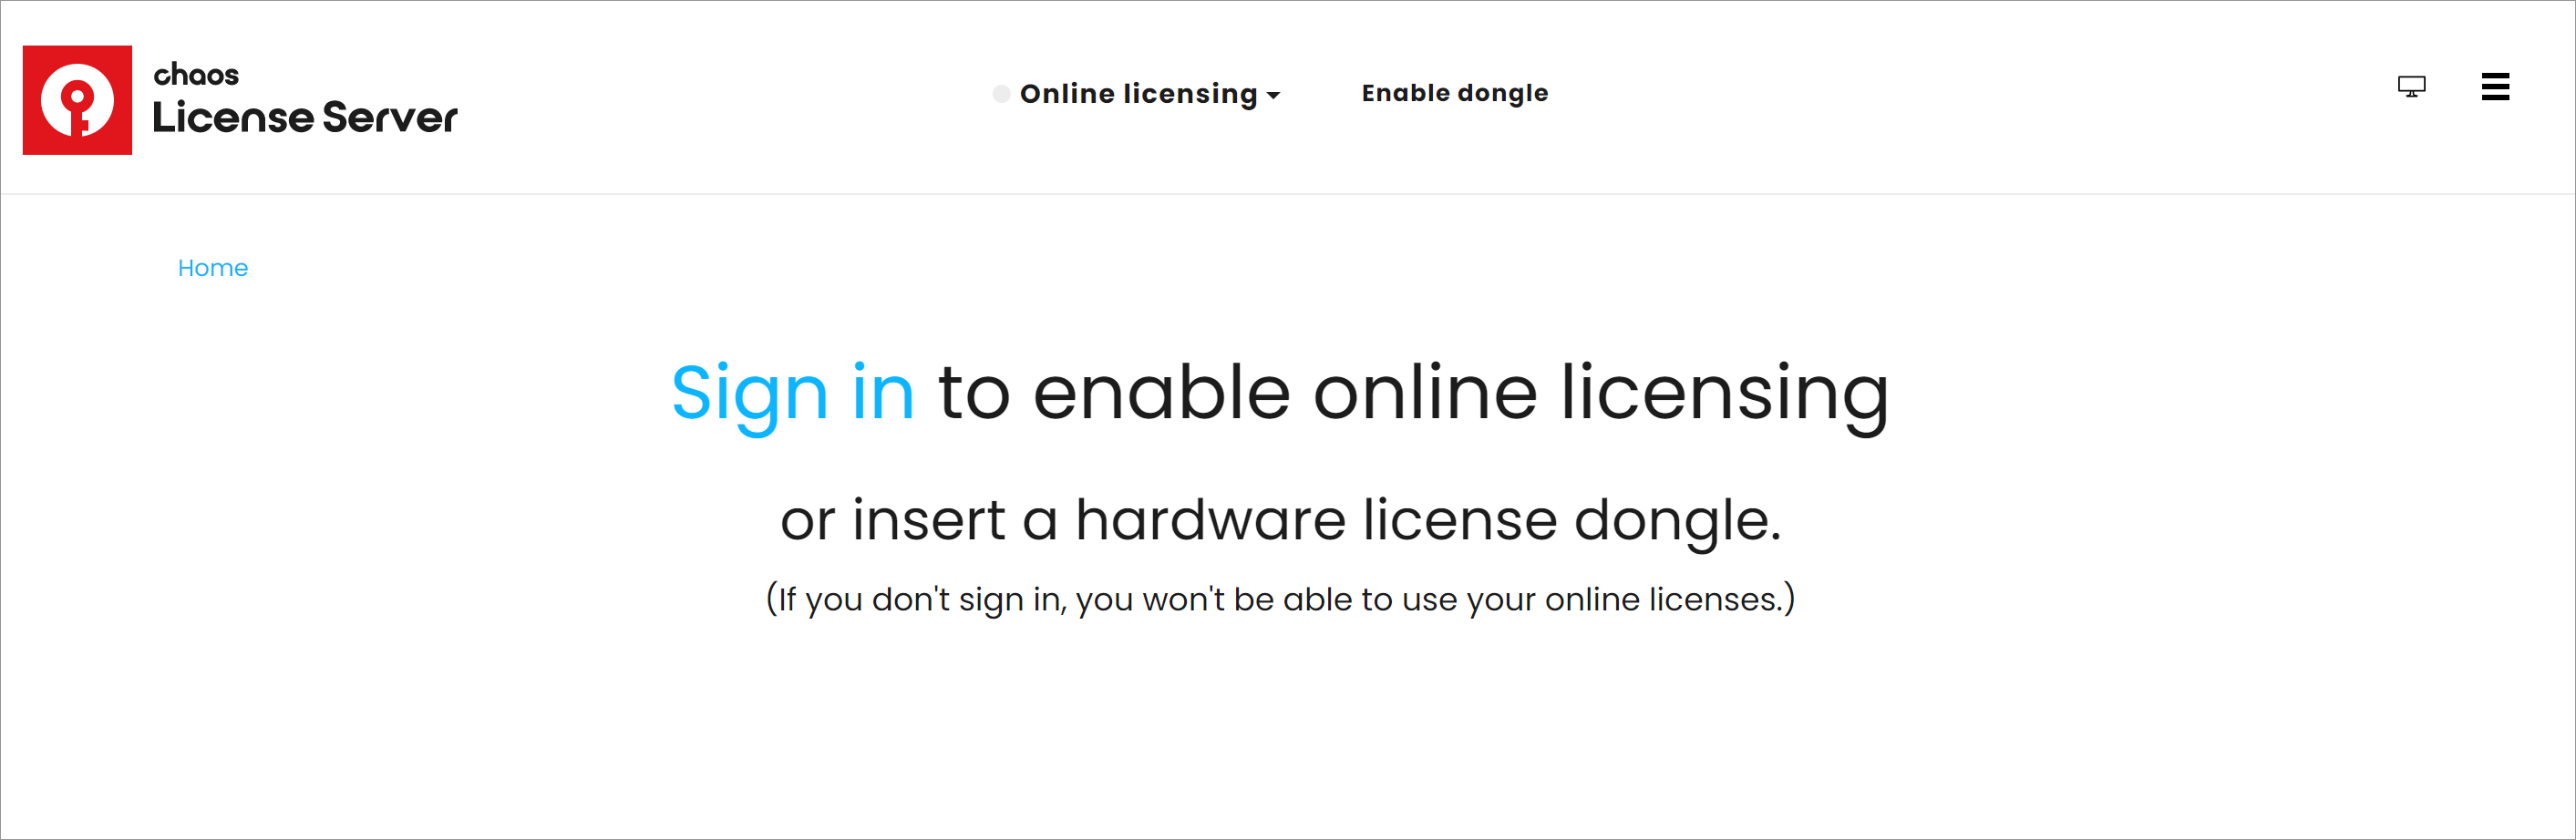 chaos
License Server
Online licensing
Enable dongle
Home
Sign in to enable online licensing
or insert a hardware license dongle.
(If you don't sign in, you won't be able to use your online licenses.)